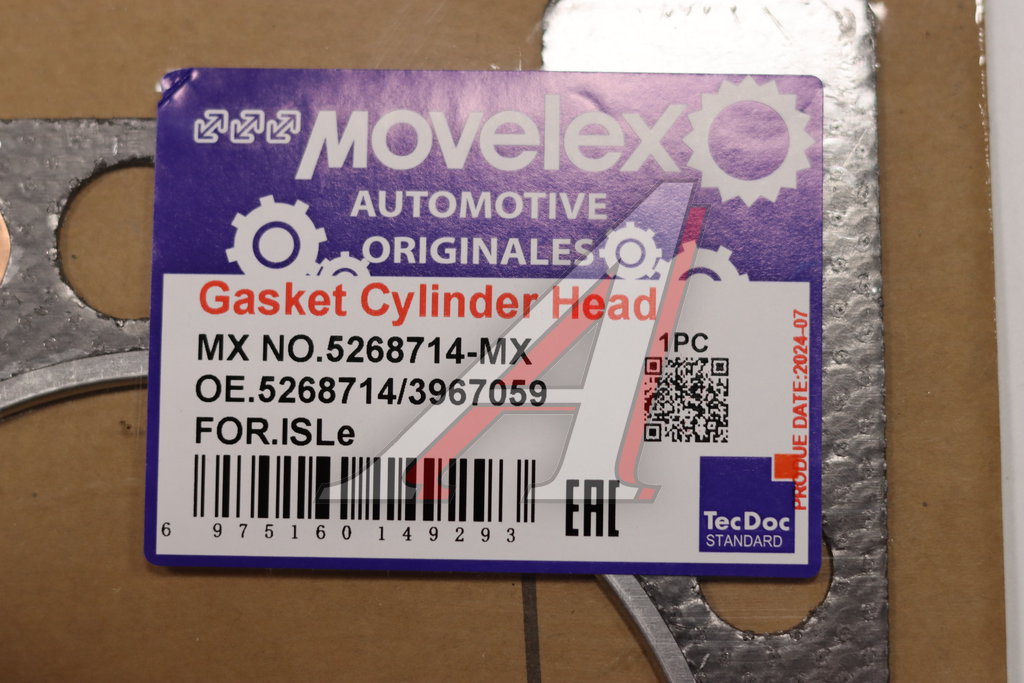 MOVELEX
AUTOMOTIVE
ORIGINALES
Gasket Cylinder Head
MX NO.5268714-MX
1PC
OE.5268714/3967059
FOR.ISLe
PRODUE DATE:2024-07
6 975160 149293
EAC
TecDoc
STANDARD